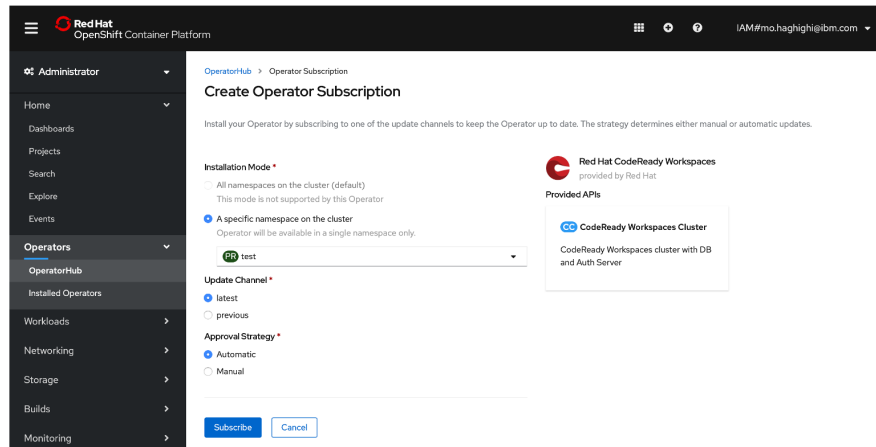 Red Hat
OpenShift Container Platform
IAM#mo.haghighi@ibm.com
Administrator
Home
Dashboards
Projects
Search
Explore
Events
Operators
OperatorHub
Installed Operators
Workloads
Networking
Storage
Builds
Monitoring
OperatorHub > Operator Subscription
Create Operator Subscription
Install your Operator by subscribing to one of the update channels to keep the Operator up to date. The strategy determines either manual or automatic updates.
Installation Mode *
All namespaces on the cluster (default)
This mode is not supported by this Operator
A specific namespace on the cluster
Operator will be available in a single namespace only.
PR test
Update Channel *
latest
previous
Approval Strategy *
Automatic
Manual
Subscribe
Cancel
Red Hat CodeReady Workspaces
provided by Red Hat
Provided APIs
CC CodeReady Workspaces Cluster
CodeReady Workspaces cluster with DB
and Auth Server